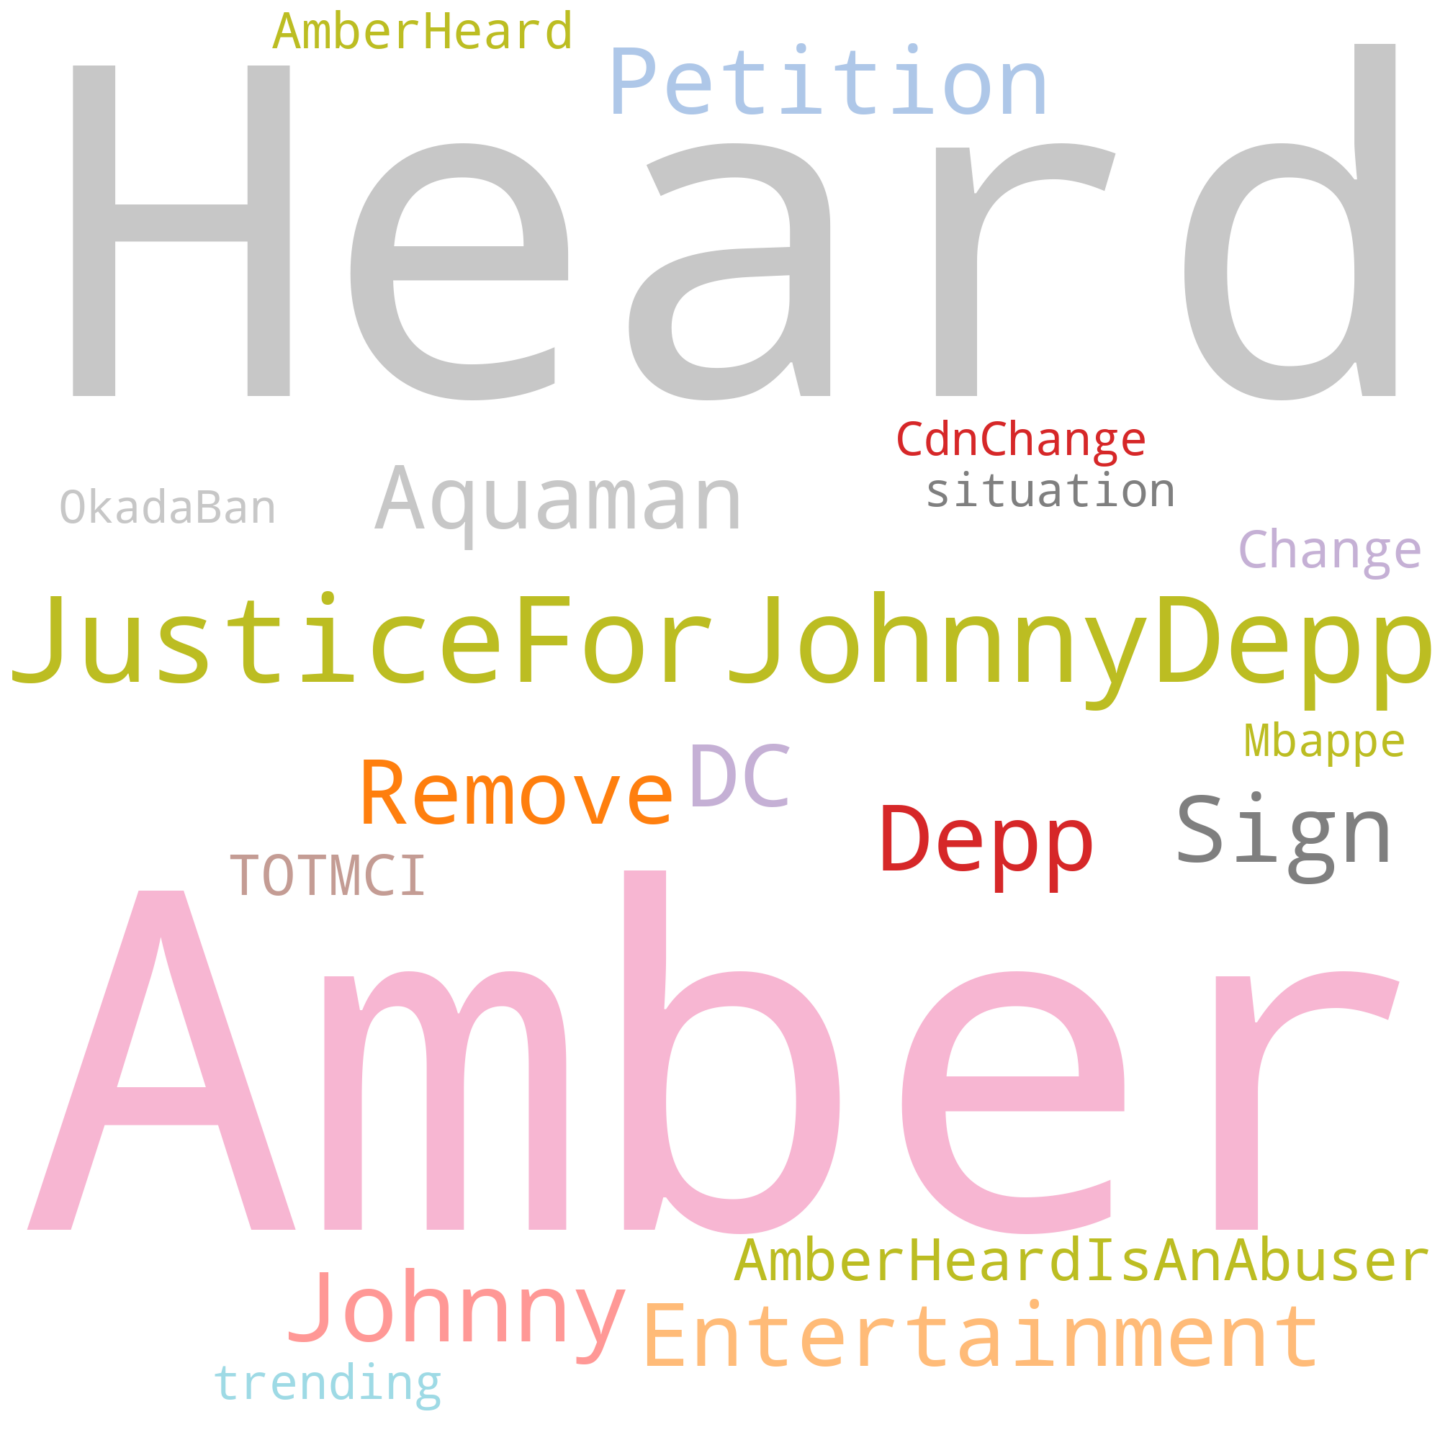 AmberHeard
Petition
Heard
CdnChange
Aquaman
situation
OkadaBan
Change
JusticeForJohnnyDepp
Mbappe
Remove
DC
Depp
Sign
TOTMCI
Amber
AmberHeardIsAnAbuser
Johnny
Entertainment
trending